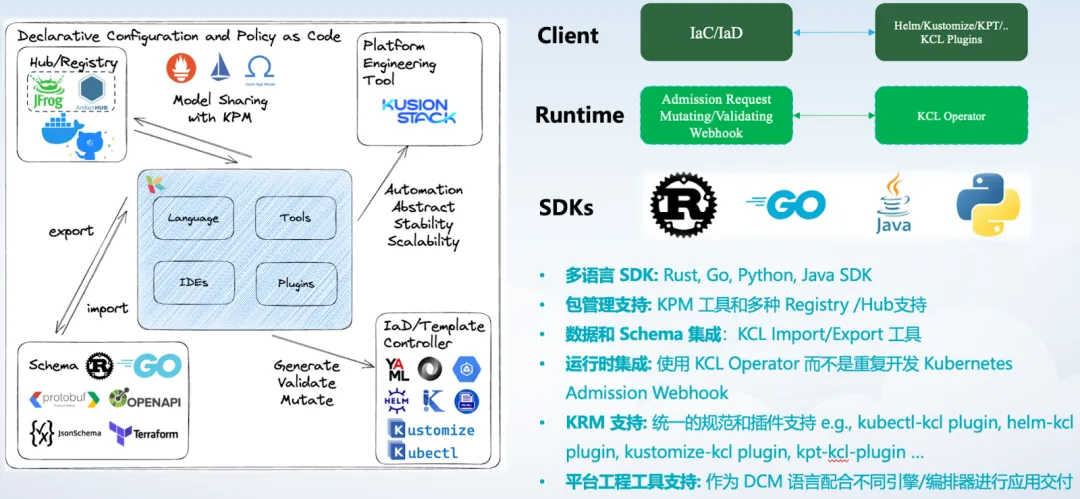 Declarative Configuration and Policy as Code
Hub/Registry
JFrog
Artifact HUB
Model Sharing
with KPM
Platform
Engineering
Tool
KUSION
STACK
Language
Tools
IDEs
Plugins
Automation
Abstract
Stability
Scalability
export
import
Schema
GO
protobuf
OPENAPI
JsonSchema
Terraform
Generate
Validate
Mutate
IaD/Template
Controller
YAML
HELM
Kustomize
Kubectl
Client
IaC/IaD
Helm/Kustomize/KPT/..
KCL Plugins
Runtime
Admission Request
Mutating/Validating
Webhook
KCL Operator
SDKs
GO
Java
• 多语言 SDK: Rust, Go, Python, Java SDK
• 包管理支持: KPM 工具和多种 Registry /Hub支持
• 数据和 Schema 集成：KCL Import/Export 工具
• 运行时集成: 使用 KCL Operator 而不是重复开发 Kubernetes
Admission Webhook
• KRM 支持: 统一的规范和插件支持 e.g., kubectl-kcl plugin, helm-kcl
plugin, kustomize-kcl plugin, kpt-kcl-plugin ...
• 平台工程工具支持: 作为 DCM 语言配合不同引擎/编排器进行应用交付